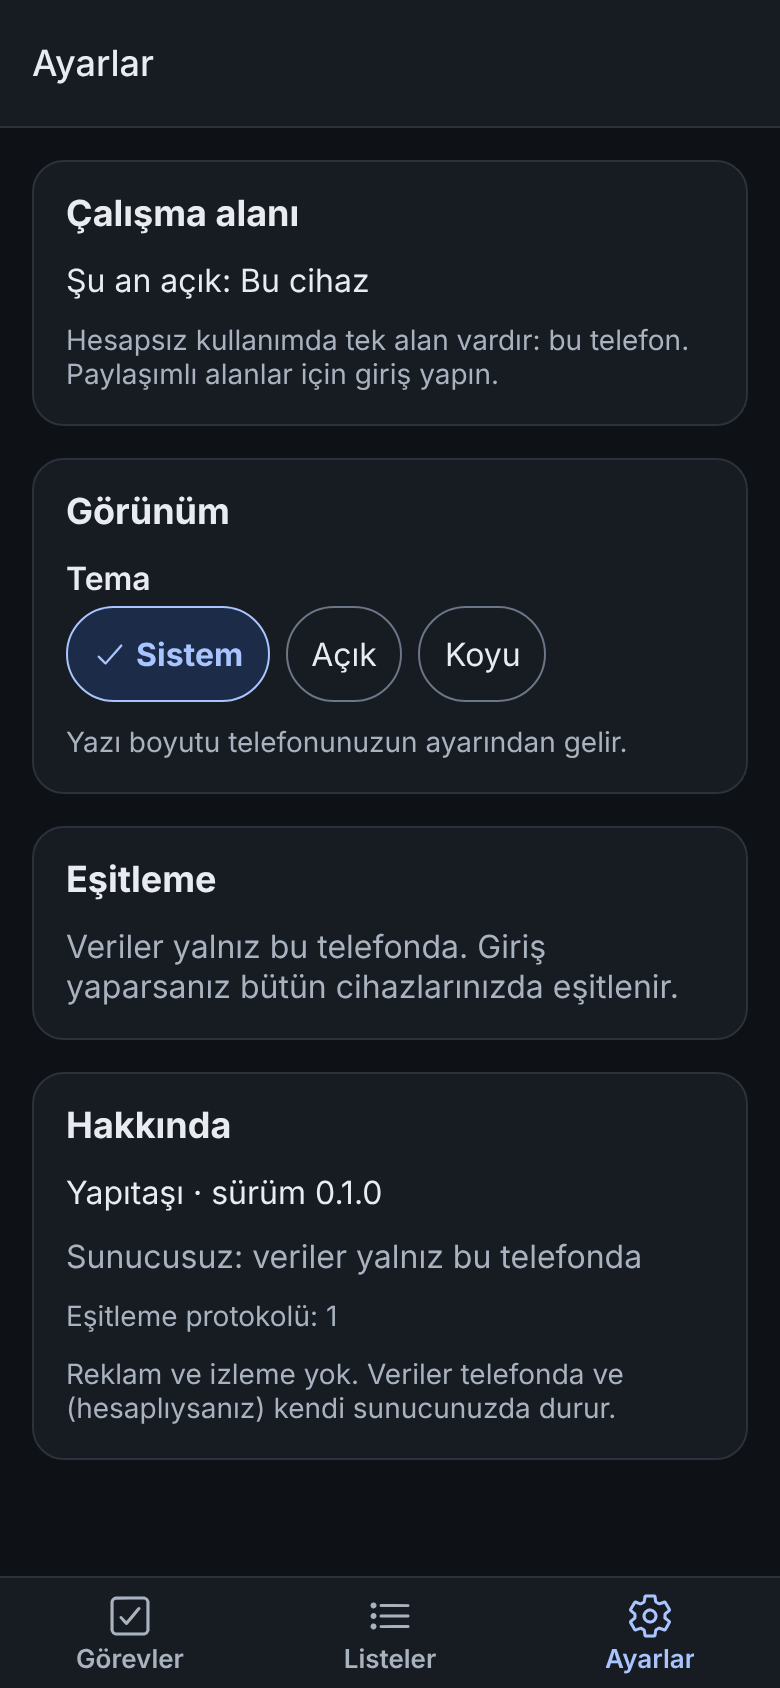 Ayarlar
Çalışma alanı
Şu an açık: Bu cihaz
Hesapsız kullanımda tek alan vardır: bu telefon.
Paylaşımlı alanlar için giriş yapın.
Görünüm
Tema
Sistem
Açık
Koyu
Yazı boyutu telefonunuzun ayarından gelir.
Eşitleme
Veriler yalnız bu telefonda. Giriş
yaparsanız bütün cihazlarınızda eşitlenir.
Hakkında
Yapıtaşı · sürüm 0.1.0
Sunucusuz: veriler yalnız bu telefonda
Eşitleme protokolü: 1
Reklam ve izleme yok. Veriler telefonda ve
(hesaplıysanız) kendi sunucunuzda durur.
Görevler
Listeler
Ayarlar